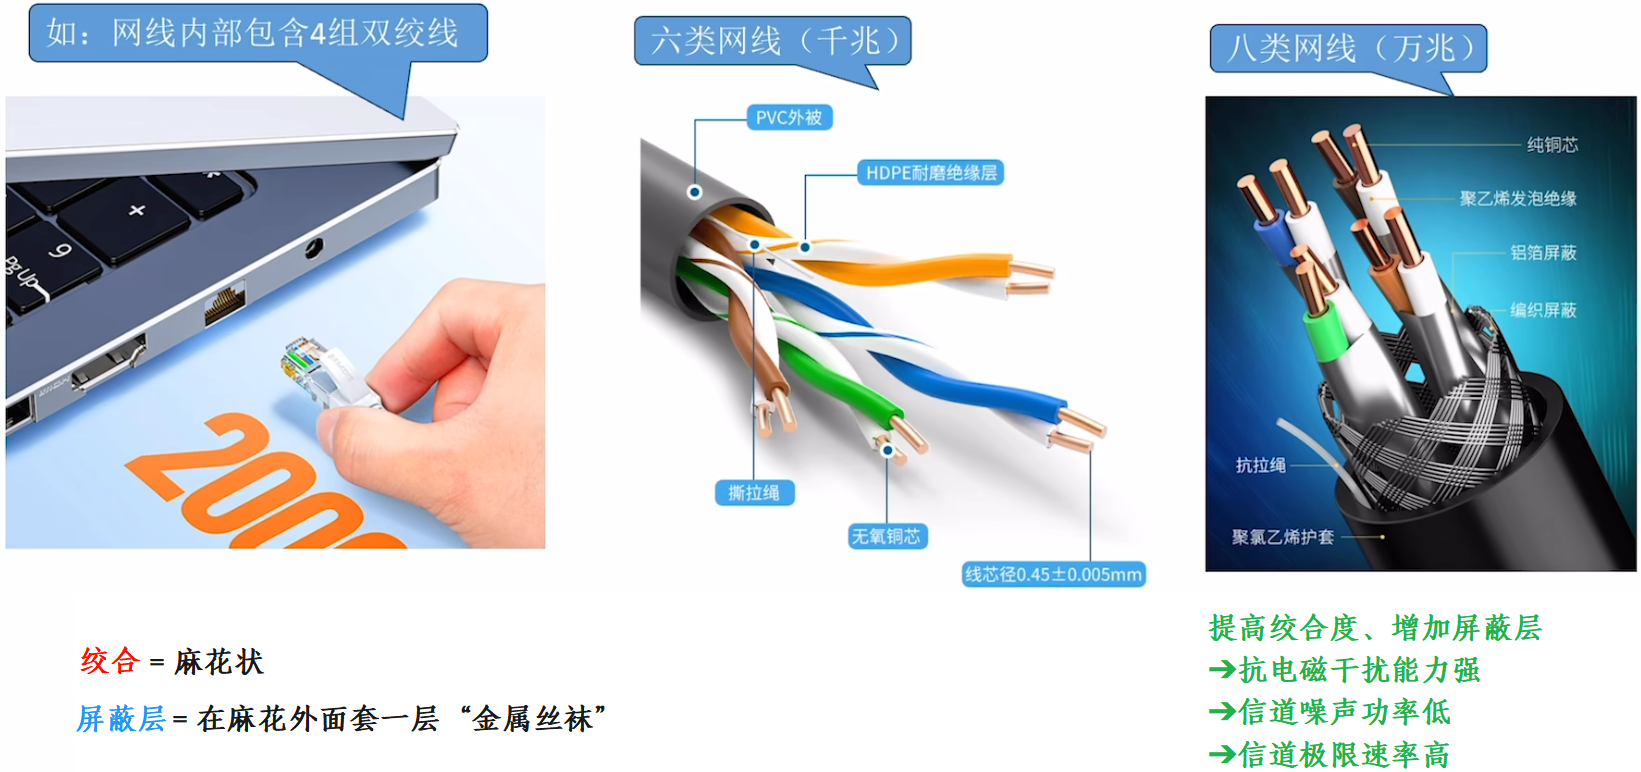 如：网线内部包含4组双绞线
六类网线（千兆）
八类网线（万兆）
+
*
9
Pg Up
2000
PVC外被
HDPE耐磨绝缘层
撕拉绳
无氧铜芯
线芯径0.45±0.005mm
纯铜芯
聚乙烯发泡绝缘
铝箔屏蔽
编织屏蔽
抗拉绳
聚氯乙烯护套
绞合 = 麻花状
屏蔽层 = 在麻花外面套一层“金属丝袜”
提高绞合度、增加屏蔽层
➔抗电磁干扰能力强
➔信道噪声功率低
➔信道极限速率高